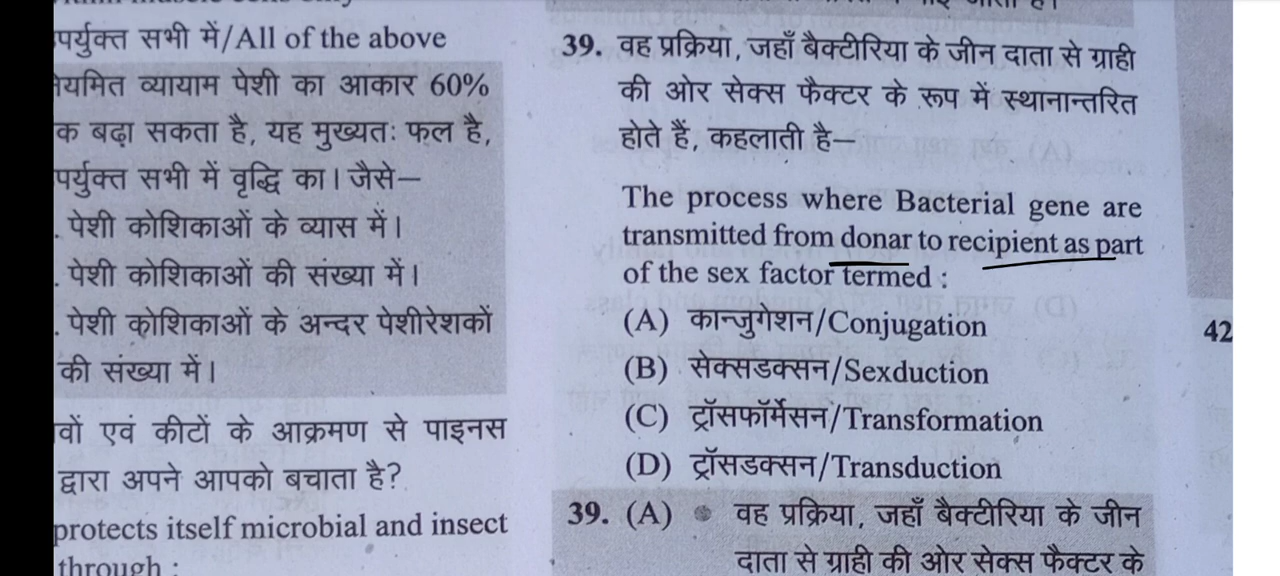 पर्युक्त सभी में/All of the above
यमित व्यायाम पेशी का आकार 60%
क बढ़ा सकता है, यह मुख्यतः फल है,
पर्युक्त सभी में वृद्धि का। जैसे–
. पेशी कोशिकाओं के व्यास में।
. पेशी कोशिकाओं की संख्या में।
. पेशी कोशिकाओं के अन्दर पेशीरेशकों
की संख्या में।
वों एवं कीटों के आक्रमण से पाइनस
द्वारा अपने आपको बचाता है?
protects itself microbial and insect
through :
39. वह प्रक्रिया, जहाँ बैक्टीरिया के जीन दाता से ग्राही
की ओर सेक्स फैक्टर के रूप में स्थानान्तरित
होते हैं, कहलाती है–
The process where Bacterial gene are
transmitted from donar to recipient as part
of the sex factor termed :
(A) कान्जुगेशन/Conjugation
(B) सेक्सडक्सन/Sexduction
(C) ट्रॉसफॉर्मेसन/Transformation
(D) ट्रॉसडक्सन/Transduction
39. (A) वह प्रक्रिया, जहाँ बैक्टीरिया के जीन
दाता से ग्राही की ओर सेक्स फैक्टर के
42